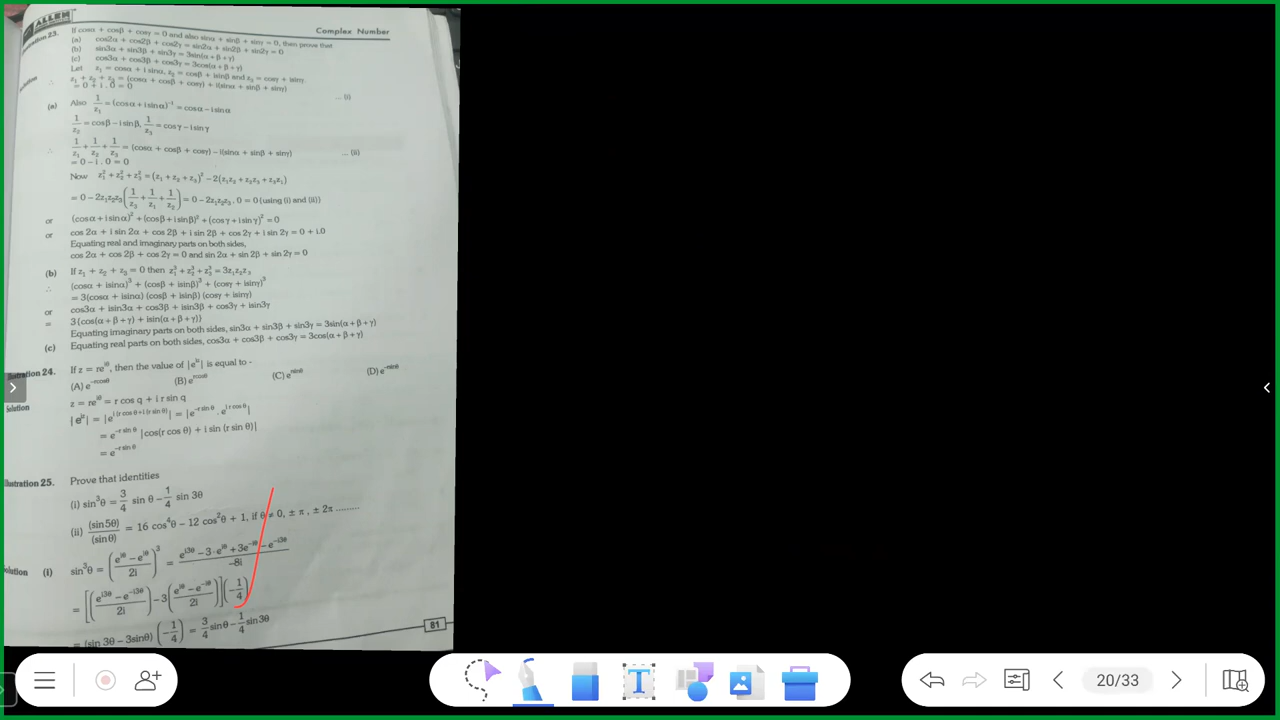 ALLEN
Complex Number
Illustration 23. If cosα + cosβ + cosγ = 0 and also sinα + sinβ + sinγ = 0, then prove that
(a) cos2α + cos2β + cos2γ = sin2α + sin2β + sin2γ = 0
(b) sin3α + sin3β + sin3γ = 3sin(α + β + γ)
(c) cos3α + cos3β + cos3γ = 3cos(α + β + γ)
Solution Let z₁ = cosα + i sinα, z₂ = cosβ + isinβ and z₃ = cosγ + isinγ.
∴ z₁ + z₂ + z₃ = (cosα + cosβ + cosγ) + i(sinα + sinβ + sinγ)
= 0 + i . 0 = 0 ... (i)
(a) Also 1/z₁ = (cosα + i sinα)⁻¹ = cosα – i sinα
1/z₂ = cosβ – i sinβ, 1/z₃ = cosγ – i sinγ
∴ 1/z₁ + 1/z₂ + 1/z₃ = (cosα + cosβ + cosγ) – i(sinα + sinβ + sinγ) ... (ii)
= 0 – i . 0 = 0
Now z₁² + z₂² + z₃² = (z₁ + z₂ + z₃)² – 2(z₁z₂ + z₂z₃ + z₃z₁)
= 0 – 2z₁z₂z₃(1/z₃ + 1/z₁ + 1/z₂) = 0 – 2z₁z₂z₃ . 0 = 0 (using (i) and (ii))
or (cosα + i sinα)² + (cosβ + i sinβ)² + (cosγ + i sinγ)² = 0
or cos 2α + i sin 2α + cos 2β + i sin 2β + cos 2γ + i sin 2γ = 0 + i.0
Equating real and imaginary parts on both sides,
cos 2α + cos 2β + cos 2γ = 0 and sin 2α + sin 2β + sin 2γ = 0
(b) If z₁ + z₂ + z₃ = 0 then z₁³ + z₂³ + z₃³ = 3z₁z₂z₃
∴ (cosα + isinα)³ + (cosβ + isinβ)³ + (cosγ + isinγ)³
= 3(cosα + isinα) (cosβ + isinβ) (cosγ + isinγ)
or cos3α + isin3α + cos3β + isin3β + cos3γ + isin3γ
= 3{cos(α + β + γ) + isin(α + β + γ)}
Equating imaginary parts on both sides, sin3α + sin3β + sin3γ = 3sin(α + β + γ)
(c) Equating real parts on both sides, cos3α + cos3β + cos3γ = 3cos(α + β + γ)
Illustration 24. If z = re^{iθ}, then the value of |e^{iz}| is equal to -
(A) e^{–rcosθ} (B) e^{rcosθ} (C) e^{rsinθ} (D) e^{–rsinθ}
Solution z = re^{iθ} = r cos q + i r sin q
|e^{iz}| = |e^{i(r cos θ + i r sin θ)}| = |e^{–r sin θ} . e^{i r cos θ}|
= e^{–r sin θ} |cos(r cos θ) + i sin (r sin θ)|
= e^{–r sin θ}
Illustration 25. Prove that identities
(i) sin³θ = 3/4 sin θ – 1/4 sin 3θ
(ii) (sin5θ)/(sinθ) = 16 cos⁴θ – 12 cos²θ + 1, if θ ≠ 0, ± π , ± 2π .........
Solution (i) sin³θ = ((e^{iθ} – e^{iθ})/2i)³ = (e^{i3θ} – 3·e^{iθ} + 3e^{–iθ} – e^{–i3θ})/–8i
= [((e^{i3θ} – e^{–i3θ})/2i) – 3((e^{iθ} – e^{–iθ})/2i)](–1/4)
= (sin 3θ – 3sinθ) (–1/4) = 3/4 sinθ – 1/4 sin3θ
81
20/33